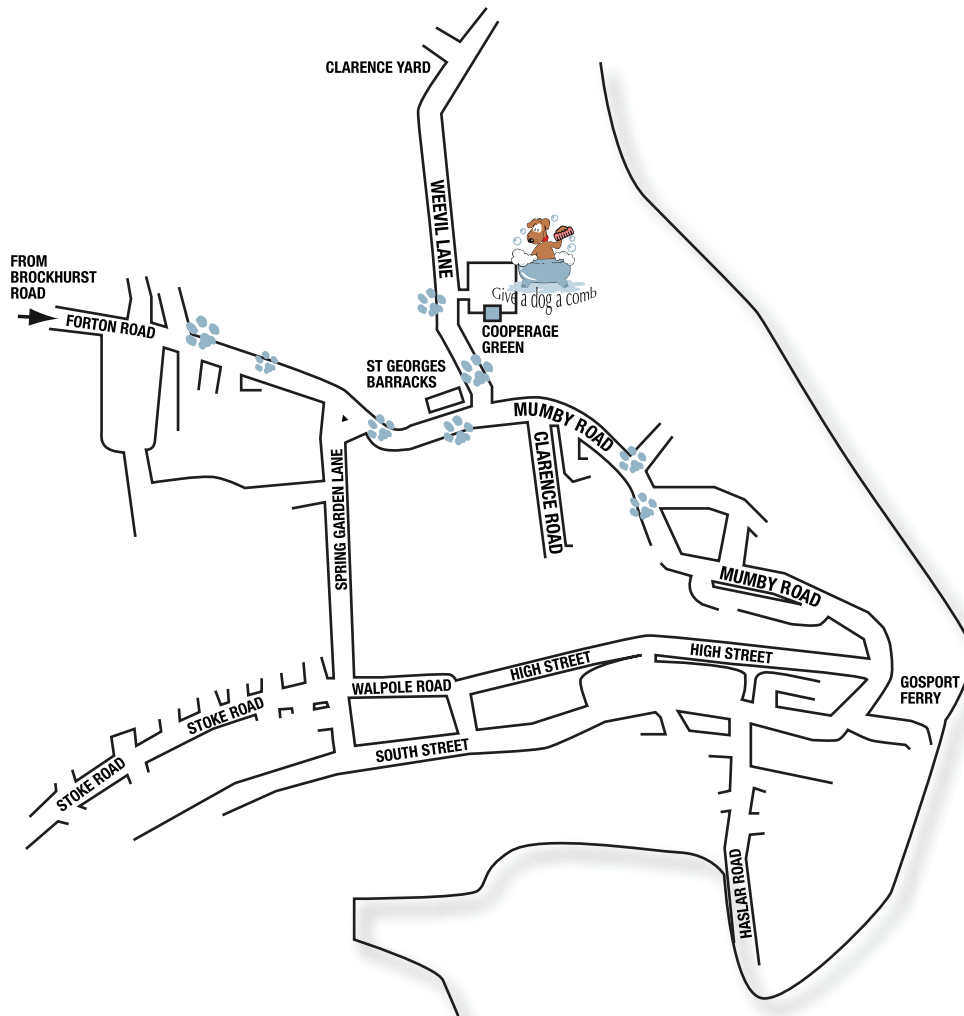 CLARENCE YARD
WEEVIL LANE
FROM
BROCKHURST
ROAD
FORTON ROAD
Give a dog a comb
COOPERAGE
GREEN
ST GEORGES
BARRACKS
MUMBY ROAD
CLARENCE ROAD
SPRING GARDEN LANE
MUMBY ROAD
HIGH STREET
HIGH STREET
WALPOLE ROAD
GOSPORT
FERRY
STOKE ROAD
STOKE ROAD
SOUTH STREET
HASLAR ROAD